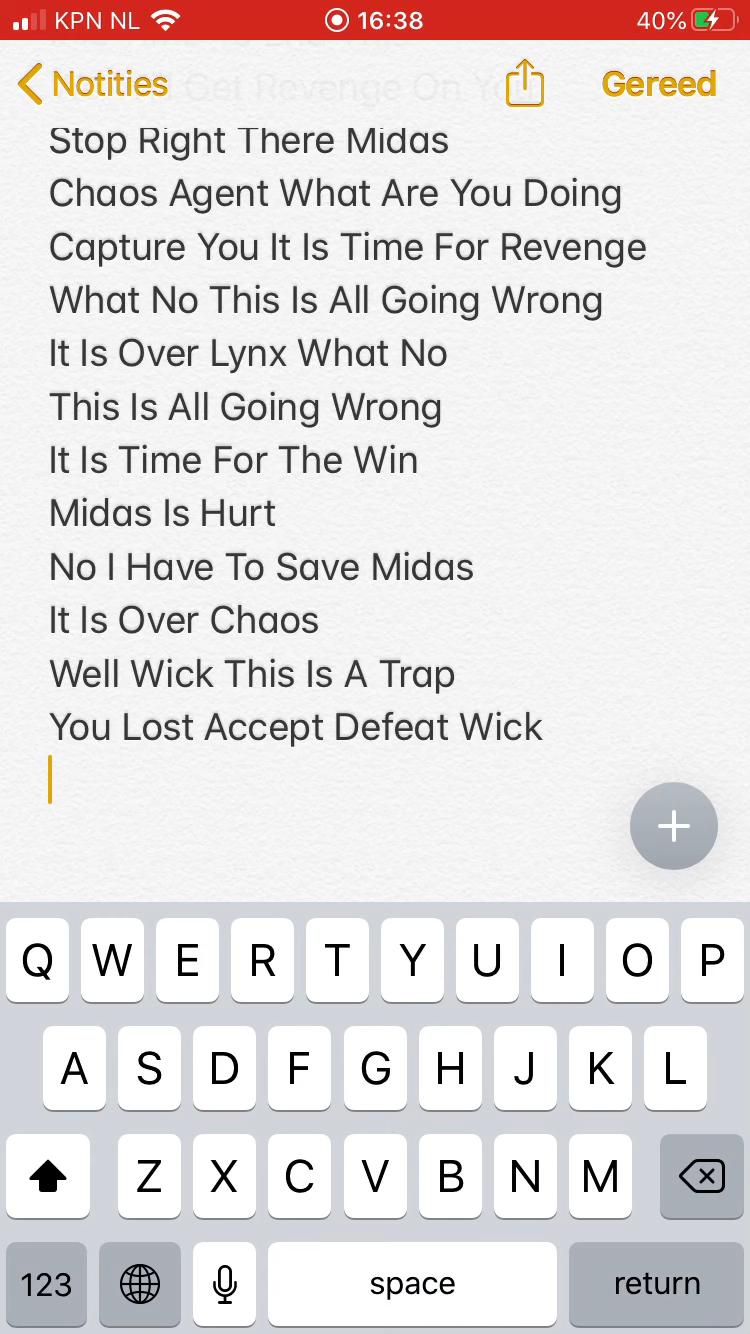 KPN NL 16:38 40%
Notities Get Revenge On Gereed
Stop Right There Midas
Chaos Agent What Are You Doing
Capture You It Is Time For Revenge
What No This Is All Going Wrong
It Is Over Lynx What No
This Is All Going Wrong
It Is Time For The Win
Midas Is Hurt
No I Have To Save Midas
It Is Over Chaos
Well Wick This Is A Trap
You Lost Accept Defeat Wick
Q W E R T Y U I O P
A S D F G H J K L
Z X C V B N M
123 space return